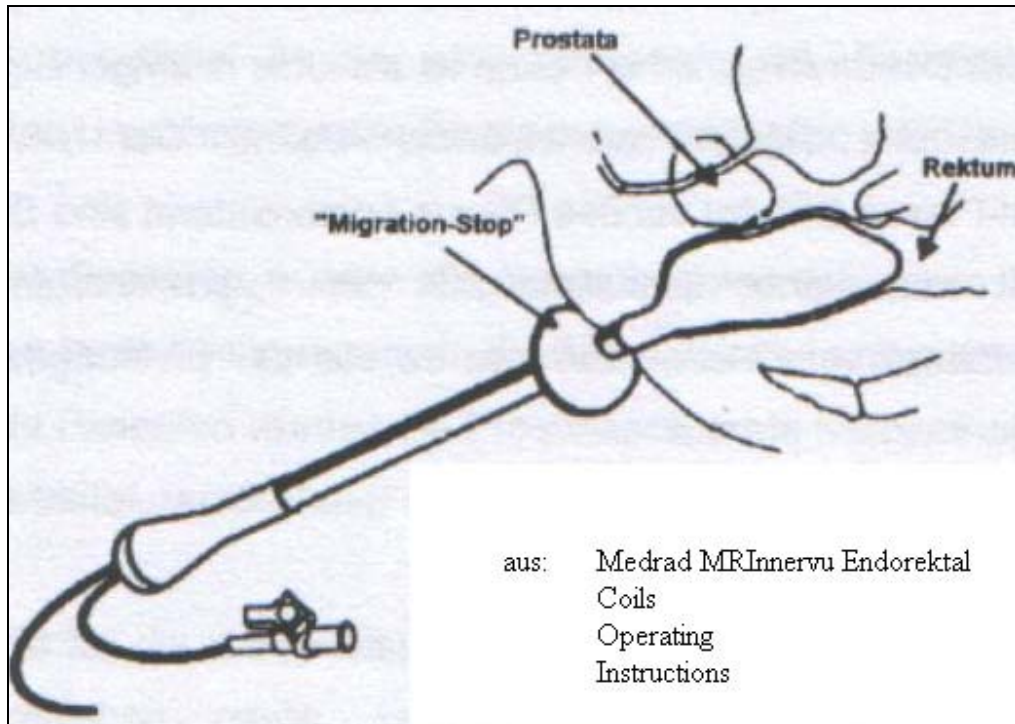 Prostata
Rektum
"Migration-Stop"
aus: Medrad MRInnervu Endorektal
Coils
Operating
Instructions